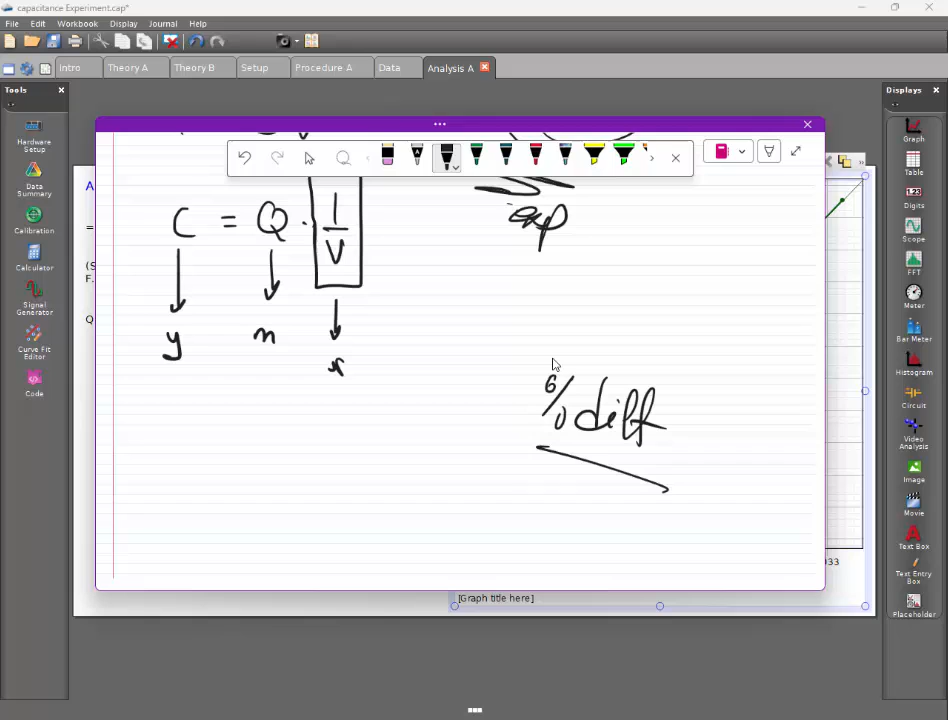 capacitance Experiment.cap*
File Edit Workbook Display Journal Help
Intro Theory A Theory B Setup Procedure A Data Analysis A
Tools
Hardware
Setup
Data
Summary
Calibration
Calculator
Signal
Generator
Curve Fit
Editor
Code
A
=
(S
F.
Q
C = Q · 1/V
y m x
exp
% diff
33
[Graph title here]
Displays
Graph
Table
Digits
Scope
FFT
Meter
Bar Meter
Histogram
Circuit
Video
Analysis
Image
Movie
Text Box
Text Entry
Box
Placeholder